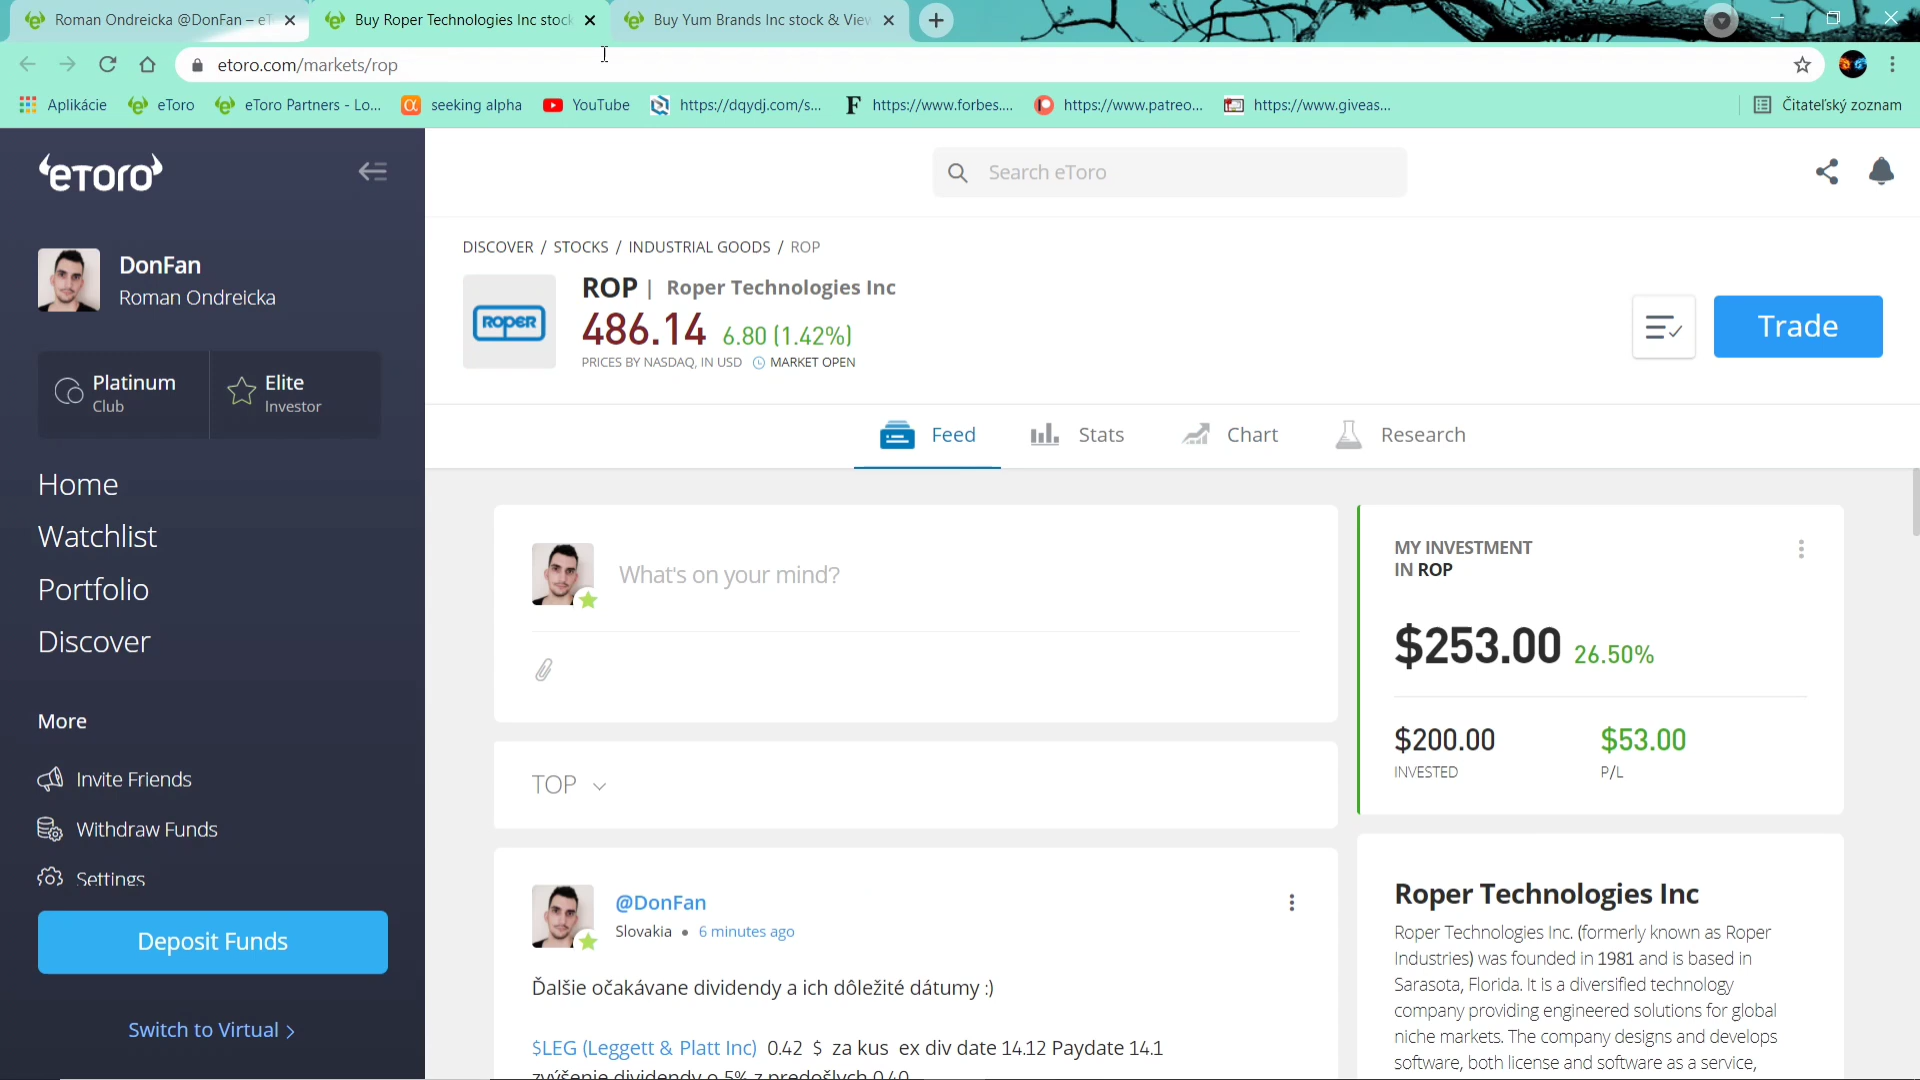 Roman Ondreicka @DonFan – eT
Buy Roper Technologies Inc stock
Buy Yum Brands Inc stock & View
etoro.com/markets/rop
Aplikácie
eToro
eToro Partners - Lo...
seeking alpha
YouTube
https://dqydj.com/s...
https://www.forbes....
https://www.patreo...
https://www.giveas...
Čitateľský zoznam
eTORO
Search eToro
DonFan
Roman Ondreicka
Platinum
Club
Elite
Investor
Home
Watchlist
Portfolio
Discover
More
Invite Friends
Withdraw Funds
Settings
Deposit Funds
Switch to Virtual >
DISCOVER / STOCKS / INDUSTRIAL GOODS / ROP
ROPER
ROP | Roper Technologies Inc
486.14 6.80 (1.42%)
PRICES BY NASDAQ, IN USD MARKET OPEN
Trade
Feed
Stats
Chart
Research
What's on your mind?
TOP
@DonFan
Slovakia • 6 minutes ago
Ďalšie očakávane dividendy a ich dôležité dátumy :)
$LEG (Leggett & Platt Inc) 0.42 $ za kus ex div date 14.12 Paydate 14.1
zvýšenie dividendy o 5% z predošlych 0.40
MY INVESTMENT
IN ROP
$253.00 26.50%
$200.00
INVESTED
$53.00
P/L
Roper Technologies Inc
Roper Technologies Inc. (formerly known as Roper
Industries) was founded in 1981 and is based in
Sarasota, Florida. It is a diversified technology
company providing engineered solutions for global
niche markets. The company designs and develops
software, both license and software as a service,